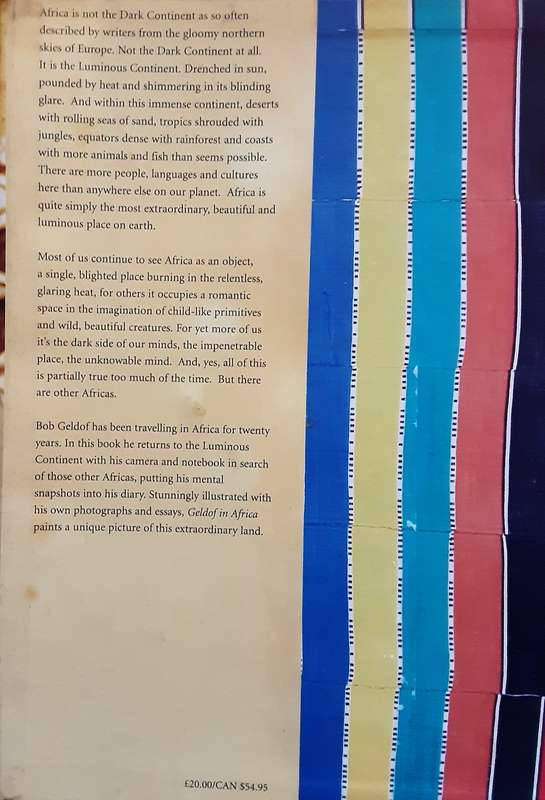 Africa is not the Dark Continent as so often
described by writers from the gloomy northern
skies of Europe. Not the Dark Continent at all.
It is the Luminous Continent. Drenched in sun,
pounded by heat and shimmering in its blinding
glare. And within this immense continent, deserts
with rolling seas of sand, tropics shrouded with
jungles, equators dense with rainforest and coasts
with more animals and fish than seems possible.
There are more people, languages and cultures
here than anywhere else on our planet. Africa is
quite simply the most extraordinary, beautiful and
luminous place on earth.
Most of us continue to see Africa as an object,
a single, blighted place burning in the relentless,
glaring heat, for others it occupies a romantic
space in the imagination of child-like primitives
and wild, beautiful creatures. For yet more of us
it's the dark side of our minds, the impenetrable
place, the unknowable mind. And, yes, all of this
is partially true too much of the time. But there
are other Africas.
Bob Geldof has been travelling in Africa for twenty
years. In this book he returns to the Luminous
Continent with his camera and notebook in search
of those other Africas, putting his mental
snapshots into his diary. Stunningly illustrated with
his own photographs and essays, Geldof in Africa
paints a unique picture of this extraordinary land.
£20.00/CAN $54.95